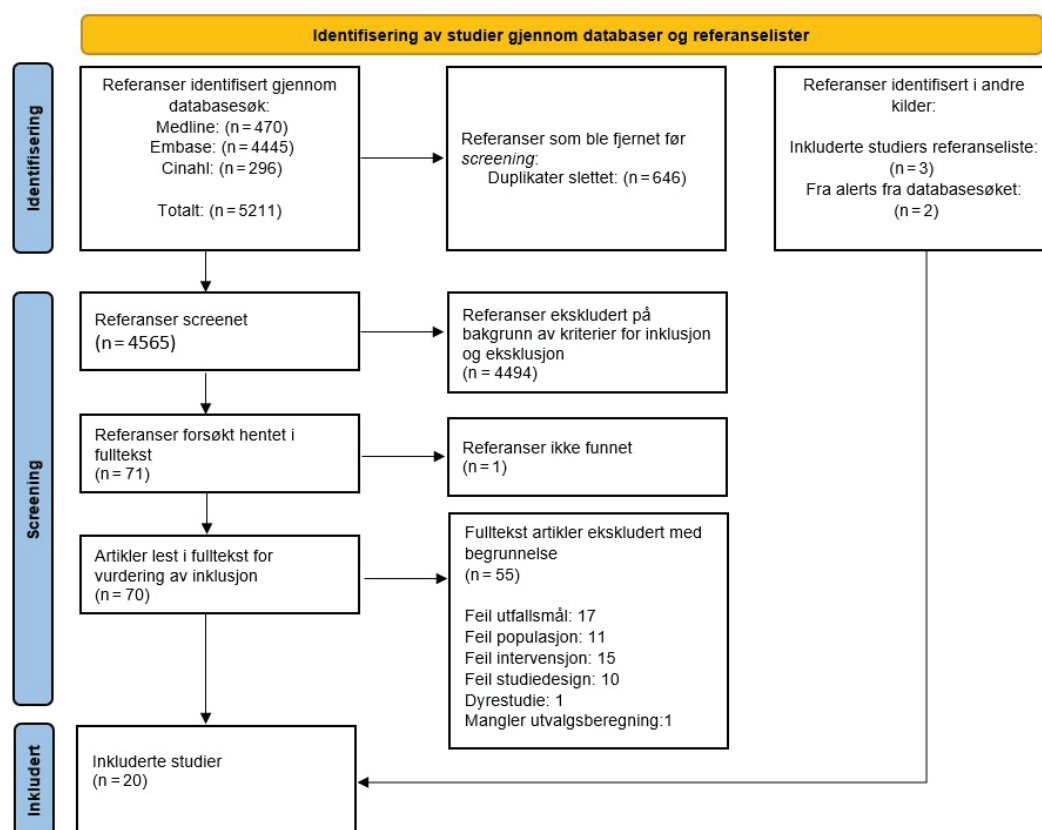 Identifisering av studier gjennom databaser og referanselister
Identifisering
Referanser identifisert gjennom
databasesøk:
Medline: (n = 470)
Embase: (n = 4445)
Cinahl: (n = 296)
Totalt: (n = 5211)
Referanser som ble fjernet før
screening:
Duplikater slettet: (n = 646)
Referanser identifisert i andre
kilder:
Inkluderte studiers referanseliste:
(n = 3)
Fra alerts fra databasesøket:
(n = 2)
Screening
Referanser screenet
(n = 4565)
Referanser ekskludert på
bakgrunn av kriterier for inklusjon
og eksklusjon
(n = 4494)
Referanser forsøkt hentet i
fulltekst
(n = 71)
Referanser ikke funnet
(n = 1)
Artikler lest i fulltekst for
vurdering av inklusjon
(n = 70)
Fulltekst artikler ekskludert med
begrunnelse
(n = 55)
Feil utfallsmål: 17
Feil populasjon: 11
Feil intervensjon: 15
Feil studiedesign: 10
Dyrestudie: 1
Mangler utvalgsberegning:1
Inkludert
Inkluderte studier
(n = 20)